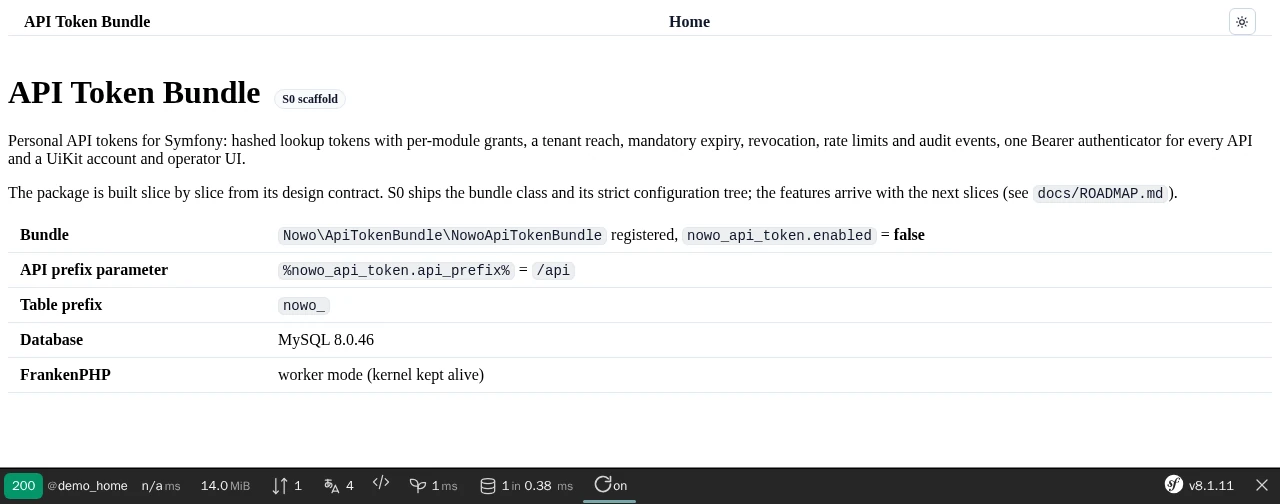 API Token Bundle Home
API Token Bundle S0 scaffold
Personal API tokens for Symfony: hashed lookup tokens with per-module grants, a tenant reach, mandatory expiry, revocation, rate limits and audit events, one Bearer authenticator for every API
and a UiKit account and operator UI.
The package is built slice by slice from its design contract. S0 ships the bundle class and its strict configuration tree; the features arrive with the next slices (see docs/ROADMAP.md ).
Bundle Nowo\ApiTokenBundle\NowoApiTokenBundle registered, nowo_api_token.enabled = false
API prefix parameter %nowo_api_token.api_prefix% = /api
Table prefix nowo_
Database MySQL 8.0.46
FrankenPHP worker mode (kernel kept alive)
200 @demo_home n/a ms 14.0 MiB 1 4 1 ms 1 in 0.38 ms on v8.1.11